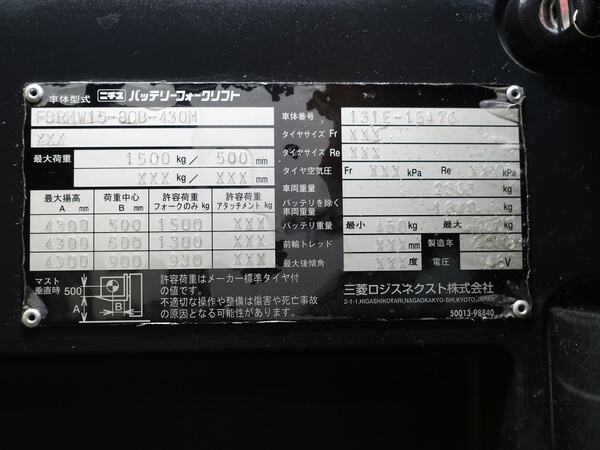 車体型式 ニチユ バッテリーフォークリフト
FBRMW15-80B-430M
XXX
最大荷重 1500 kg/ 500 mm
XXX kg/ XXX mm
最大揚高 A mm 荷重中心 B mm 許容荷重 フォークのみ kg 許容荷重 アタッチメント kg
4300 500 1500 XXX
4300 600 1300 XXX
4300 900 930 XXX
マスト垂直時 500
A B
許容荷重はメーカー標準タイヤ付
の値です。
不適切な操作や整備は傷害や死亡事故
の原因となる可能性があります。
車体番号
タイヤサイズ Fr XXX
タイヤサイズ Re XXX
タイヤ空気圧 Fr XXX kPa Re XXX kPa
車両重量
バッテリを除く
車両重量
バッテリ重量 最小 450 kg 最大
前輪トレッド XXX mm 製造年
最大後傾角 XXX 度 電圧 V
三菱ロジスネクスト株式会社
2-1-1,HIGASHIKOTARI,NAGAOKAKYO-SHI,KYOTO,JAPAN
50013-98840